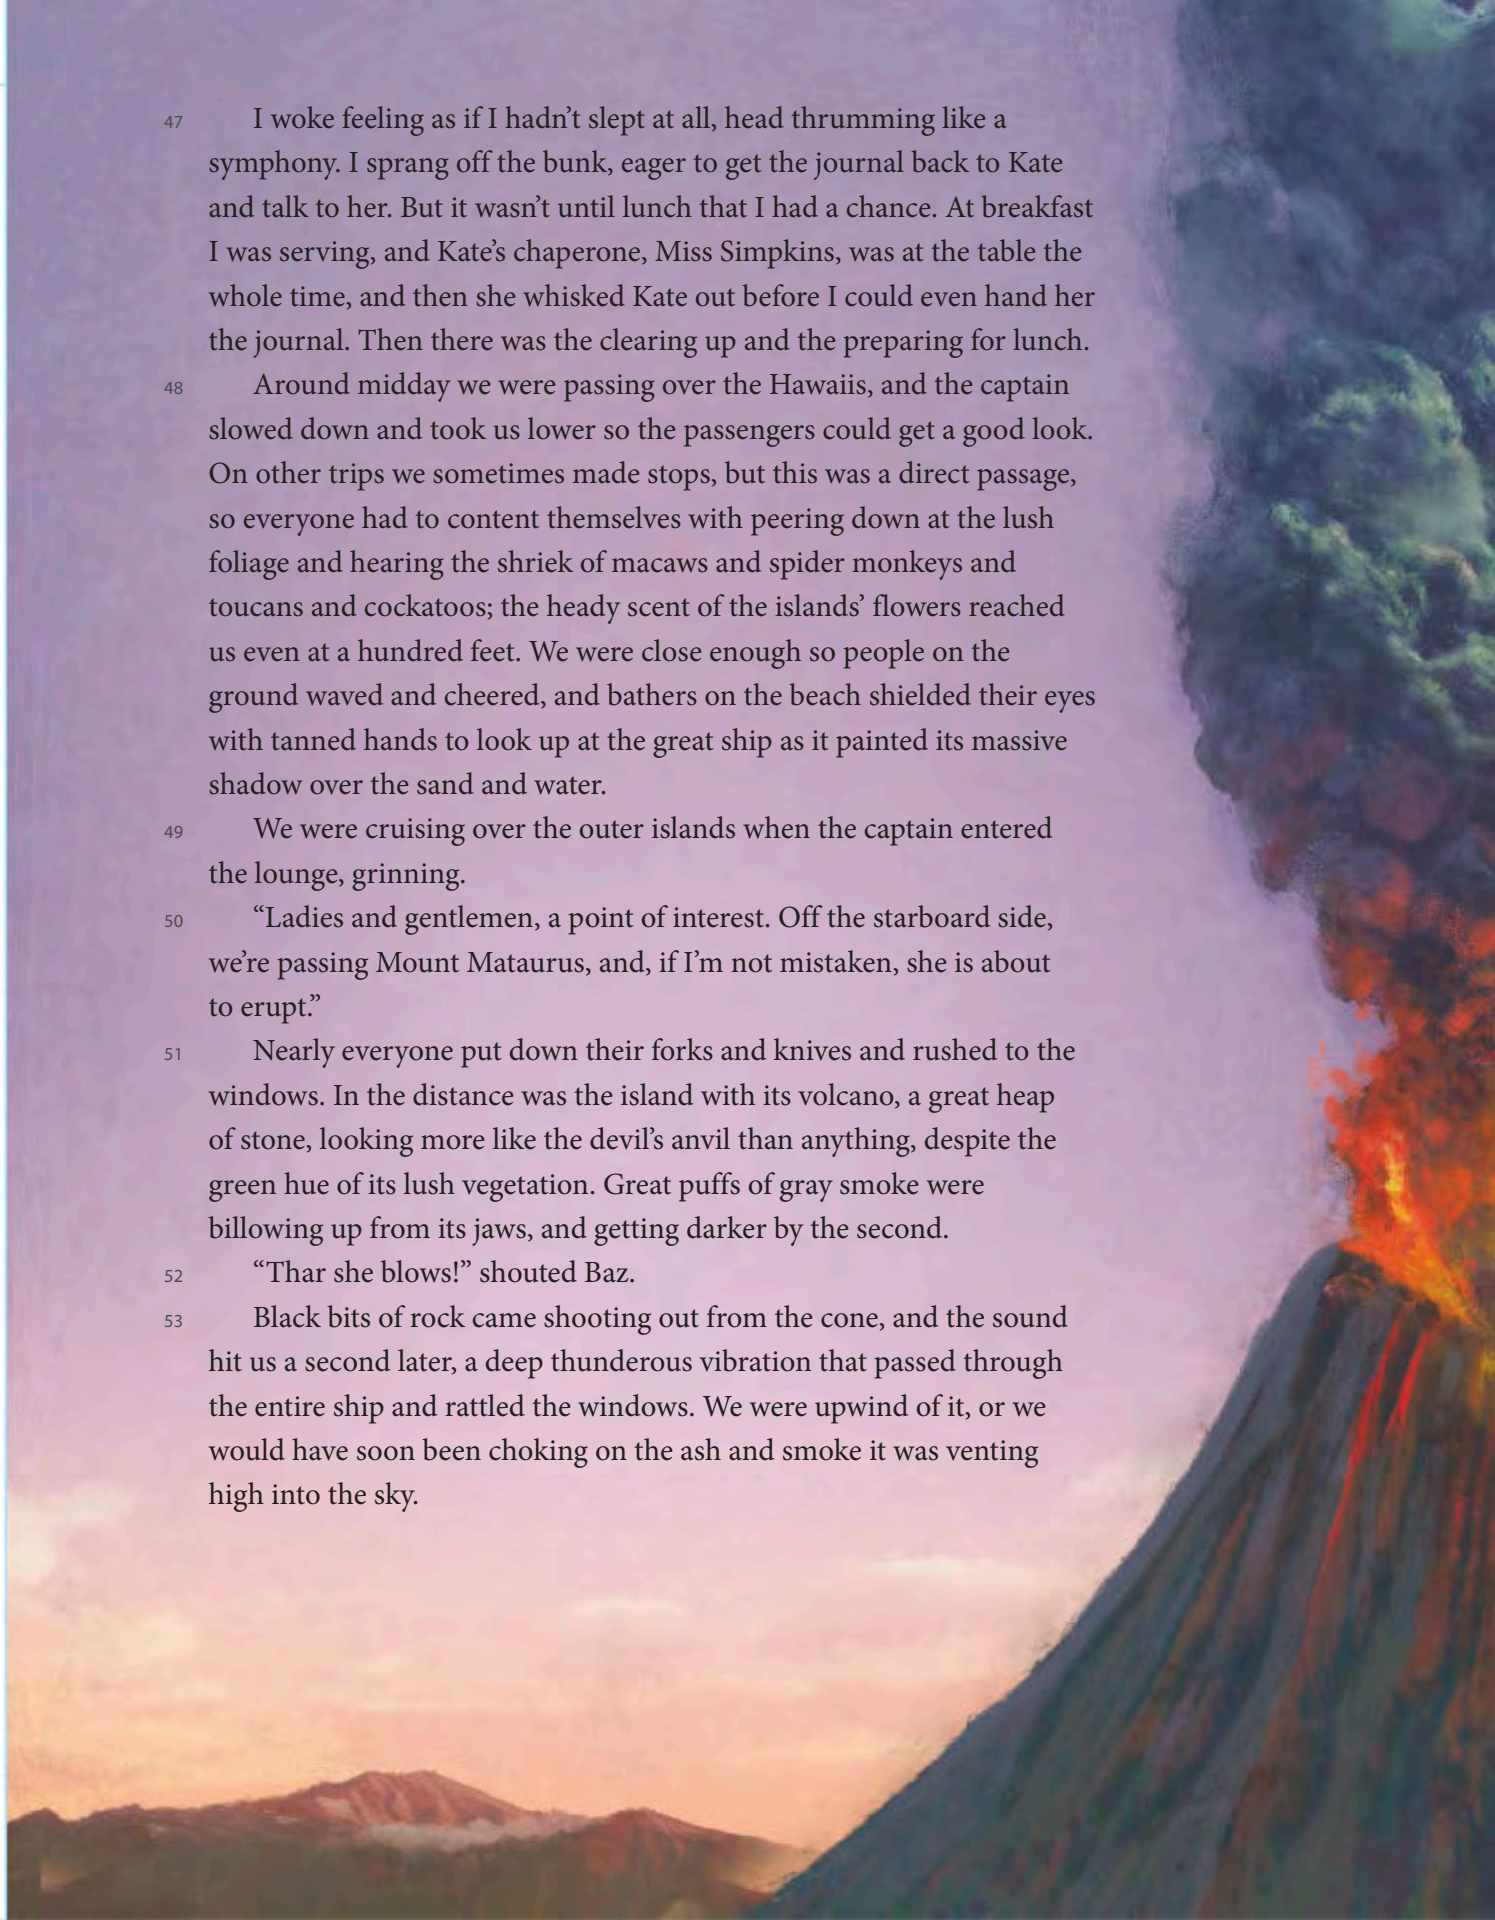 47 I woke feeling as if I hadn’t slept at all, head thrumming like a
symphony. I sprang off the bunk, eager to get the journal back to Kate
and talk to her. But it wasn’t until lunch that I had a chance. At breakfast
I was serving, and Kate’s chaperone, Miss Simpkins, was at the table the
whole time, and then she whisked Kate out before I could even hand her
the journal. Then there was the clearing up and the preparing for lunch.
48 Around midday we were passing over the Hawaiis, and the captain
slowed down and took us lower so the passengers could get a good look.
On other trips we sometimes made stops, but this was a direct passage,
so everyone had to content themselves with peering down at the lush
foliage and hearing the shriek of macaws and spider monkeys and
toucans and cockatoos; the heady scent of the islands’ flowers reached
us even at a hundred feet. We were close enough so people on the
ground waved and cheered, and bathers on the beach shielded their eyes
with tanned hands to look up at the great ship as it painted its massive
shadow over the sand and water.
49 We were cruising over the outer islands when the captain entered
the lounge, grinning.
50 “Ladies and gentlemen, a point of interest. Off the starboard side,
we’re passing Mount Mataurus, and, if I’m not mistaken, she is about
to erupt.”
51 Nearly everyone put down their forks and knives and rushed to the
windows. In the distance was the island with its volcano, a great heap
of stone, looking more like the devil’s anvil than anything, despite the
green hue of its lush vegetation. Great puffs of gray smoke were
billowing up from its jaws, and getting darker by the second.
52 “Thar she blows!” shouted Baz.
53 Black bits of rock came shooting out from the cone, and the sound
hit us a second later, a deep thunderous vibration that passed through
the entire ship and rattled the windows. We were upwind of it, or we
would have soon been choking on the ash and smoke it was venting
high into the sky.